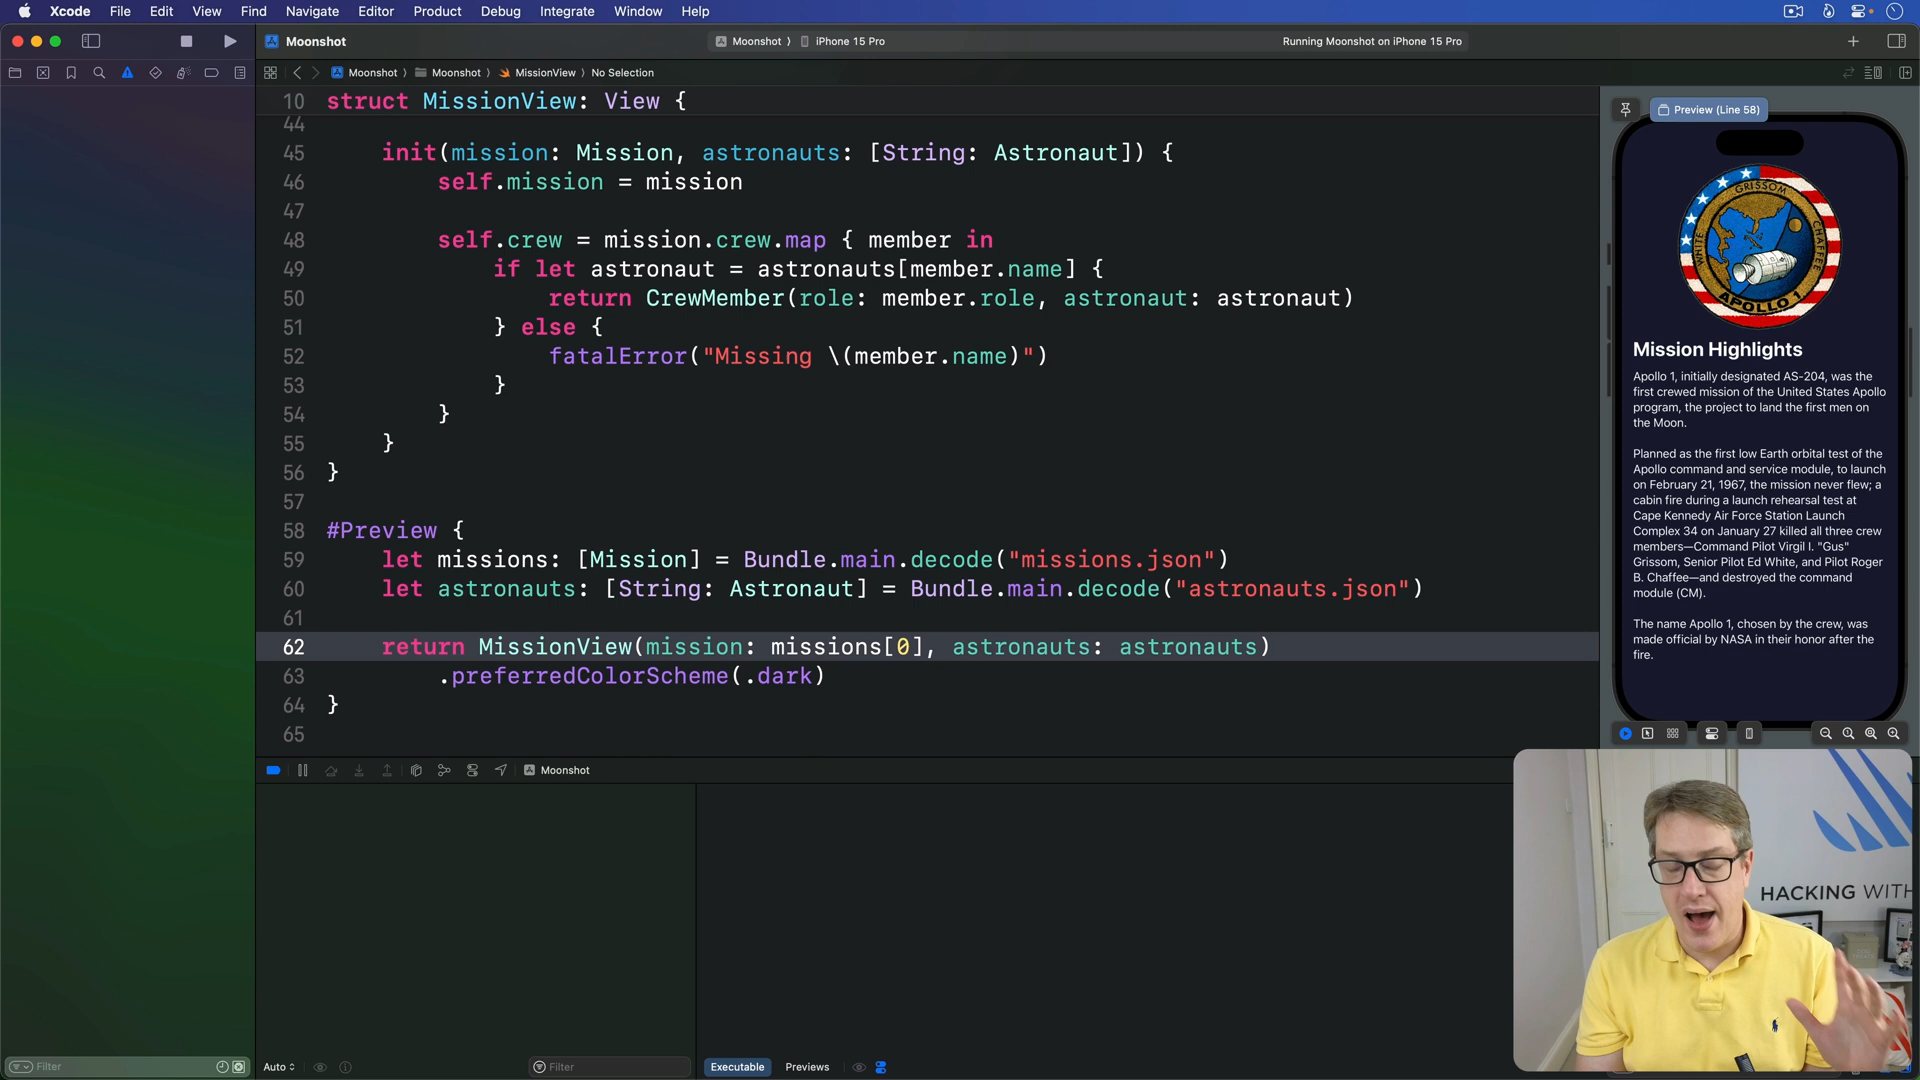 Xcode File Edit View Find Navigate Editor Product Debug Integrate Window Help
Moonshot
Moonshot
iPhone 15 Pro
Running Moonshot on iPhone 15 Pro
Moonshot
Moonshot
MissionView
No Selection
10 struct MissionView: View {
44
45 init(mission: Mission, astronauts: [String: Astronaut]) {
46 self.mission = mission
47
48 self.crew = mission.crew.map { member in
49 if let astronaut = astronauts[member.name] {
50 return CrewMember(role: member.role, astronaut: astronaut)
51 } else {
52 fatalError("Missing \(member.name)")
53 }
54 }
55 }
56 }
57
58 #Preview {
59 let missions: [Mission] = Bundle.main.decode("missions.json")
60 let astronauts: [String: Astronaut] = Bundle.main.decode("astronauts.json")
61
62 return MissionView(mission: missions[0], astronauts: astronauts)
63 .preferredColorScheme(.dark)
64 }
65
Preview (Line 58)
GRISSOM
WHITE
CHAFFEE
APOLLO 1
Mission Highlights
Apollo 1, initially designated AS-204, was the
first crewed mission of the United States Apollo
program, the project to land the first men on
the Moon.
Planned as the first low Earth orbital test of the
Apollo command and service module, to launch
on February 21, 1967, the mission never flew; a
cabin fire during a launch rehearsal test at
Cape Kennedy Air Force Station Launch
Complex 34 on January 27 killed all three crew
members—Command Pilot Virgil I. "Gus"
Grissom, Senior Pilot Ed White, and Pilot Roger
B. Chaffee—and destroyed the command
module (CM).
The name Apollo 1, chosen by the crew, was
made official by NASA in their honor after the
fire.
Moonshot
HACKING WITH
Filter
Auto
Filter
Executable
Previews